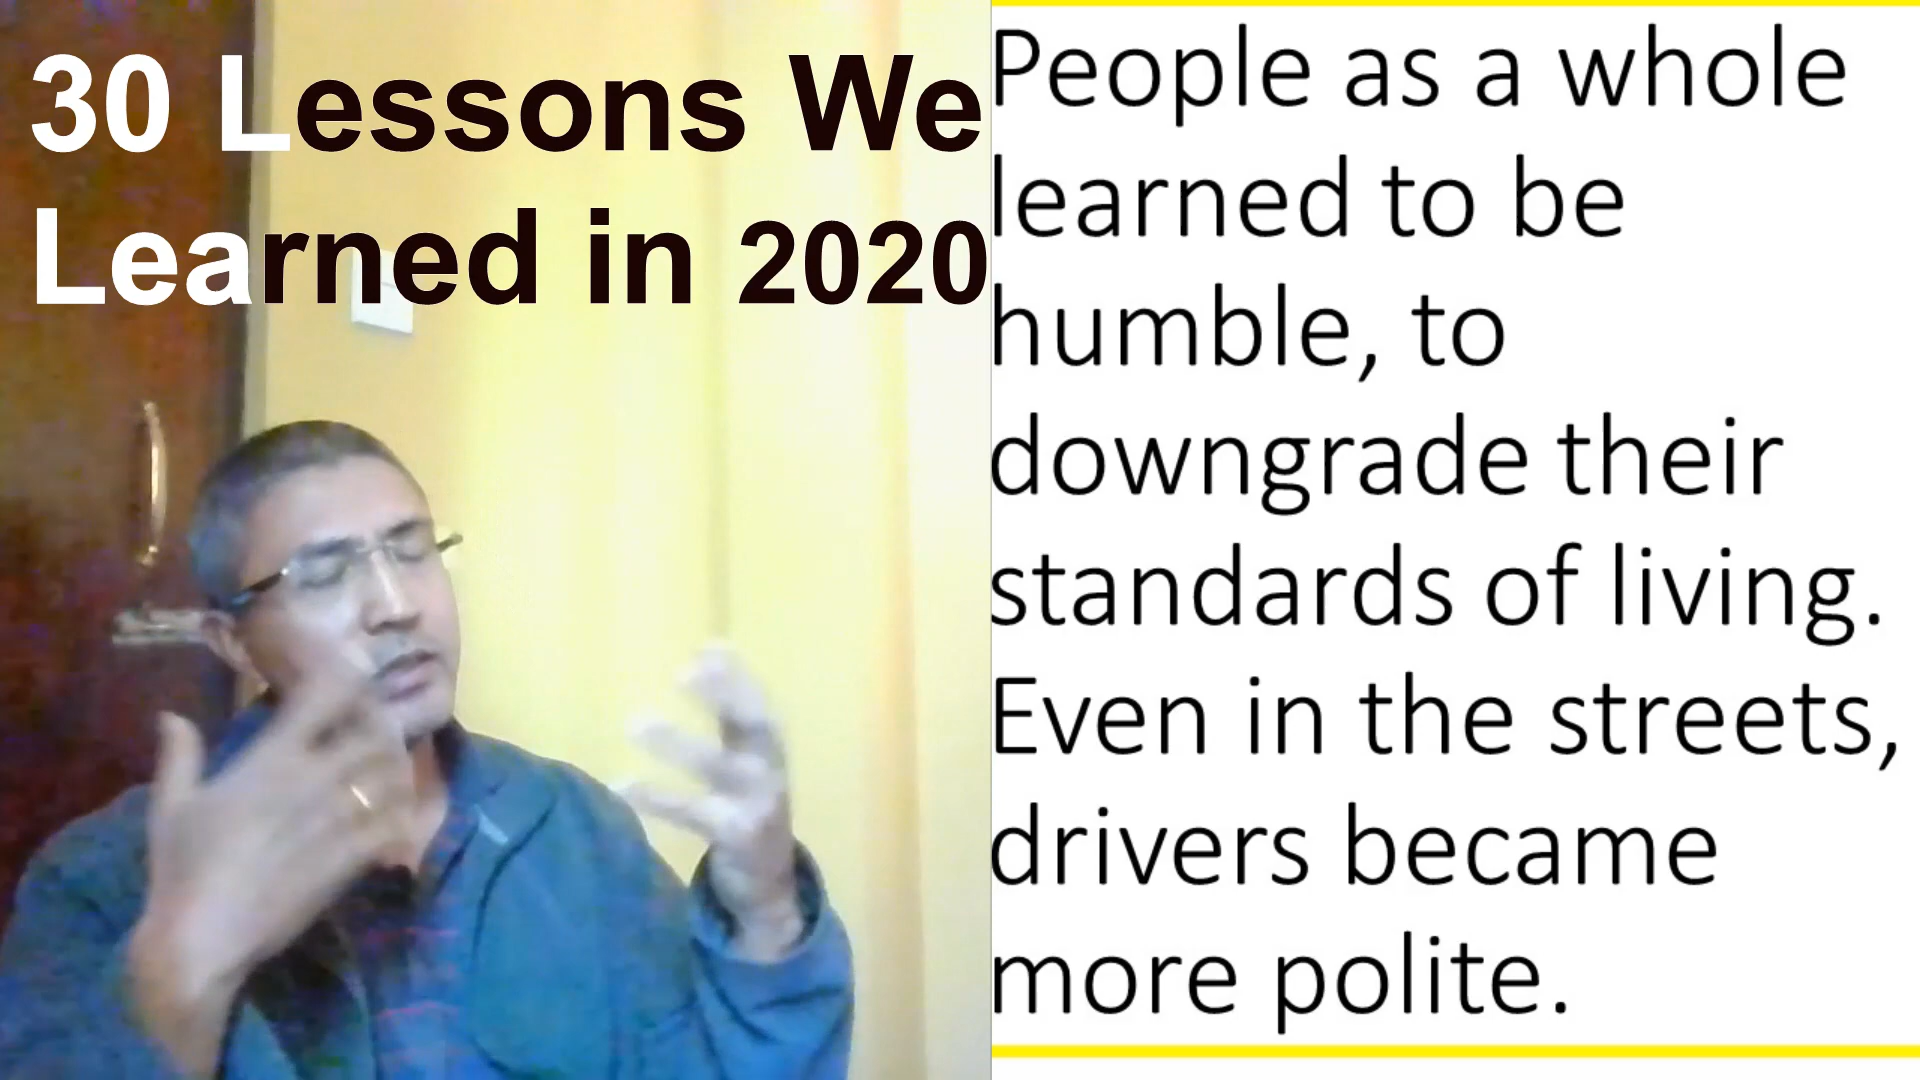 30 Lessons We
Learned in 2020
People as a whole
learned to be
humble, to
downgrade their
standards of living.
Even in the streets,
drivers became
more polite.